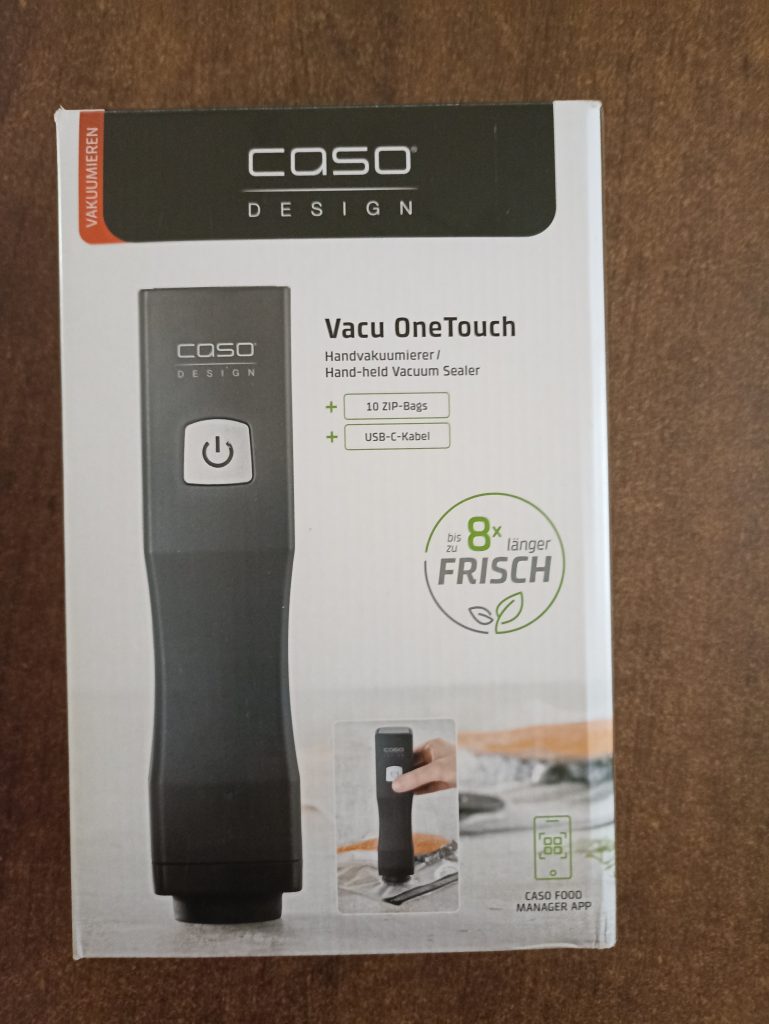 VAKUUMIEREN
caso®
DESIGN
caso®
DESIGN
Vacu OneTouch
Handvakuumierer/
Hand-held Vacuum Sealer
+ 10 ZIP-Bags
+ USB-C-Kabel
bis zu 8x länger
FRISCH
caso
DESIGN
CASO FOOD
MANAGER APP